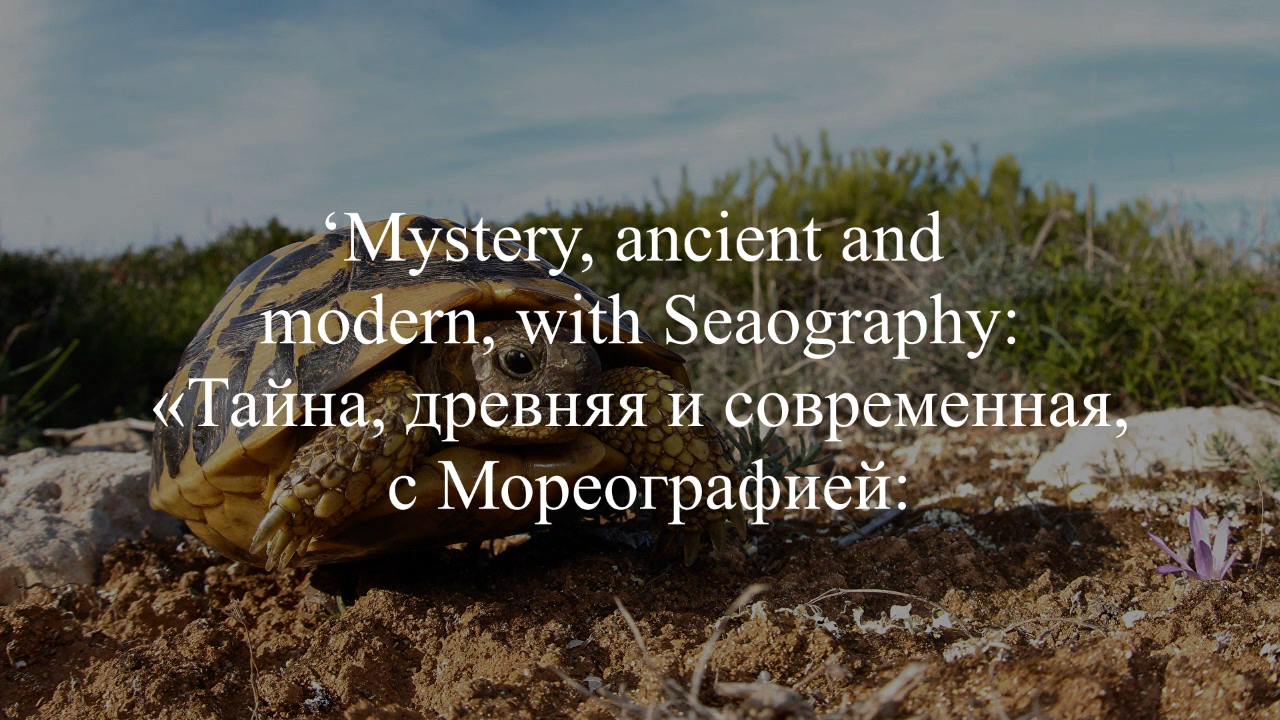 ‘Mystery, ancient and
modern, with Seaography:
«Тайна, древняя и современная,
с Мореографией: